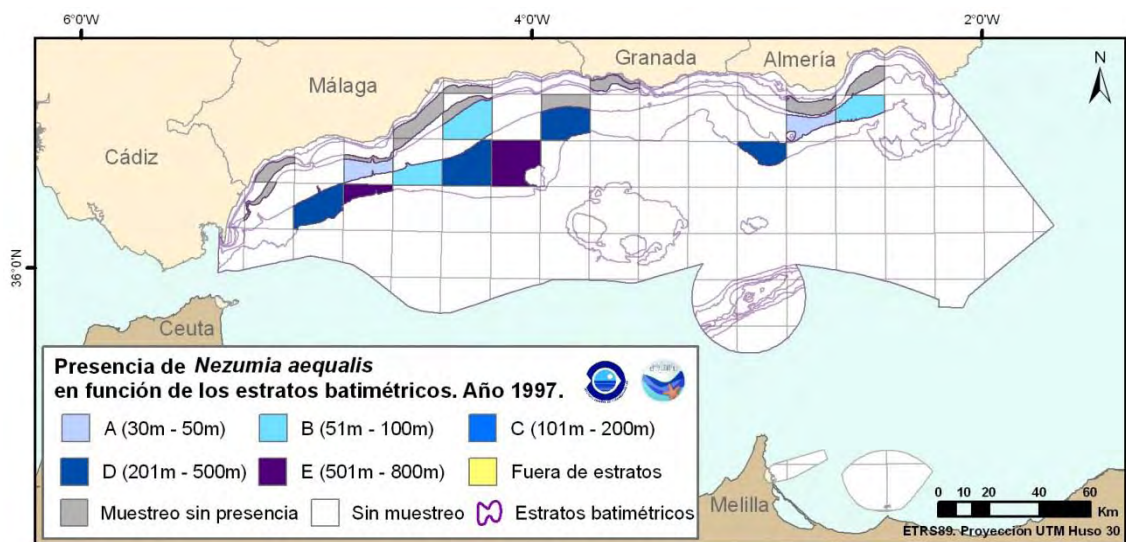 6°0'W 4°0'W 2°0'W
Granada Almería
Málaga
N
Cádiz
36°0'N
Ceuta
Presencia de Nezumia aequalis
en función de los estratos batimétricos. Año 1997.
A (30m - 50m) B (51m - 100m) C (101m - 200m)
D (201m - 500m) E (501m - 800m) Fuera de estratos
Muestreo sin presencia Sin muestreo Estratos batimétricos
Melilla
0 10 20 40 60
Km
ETRS89. Proyección UTM Huso 30